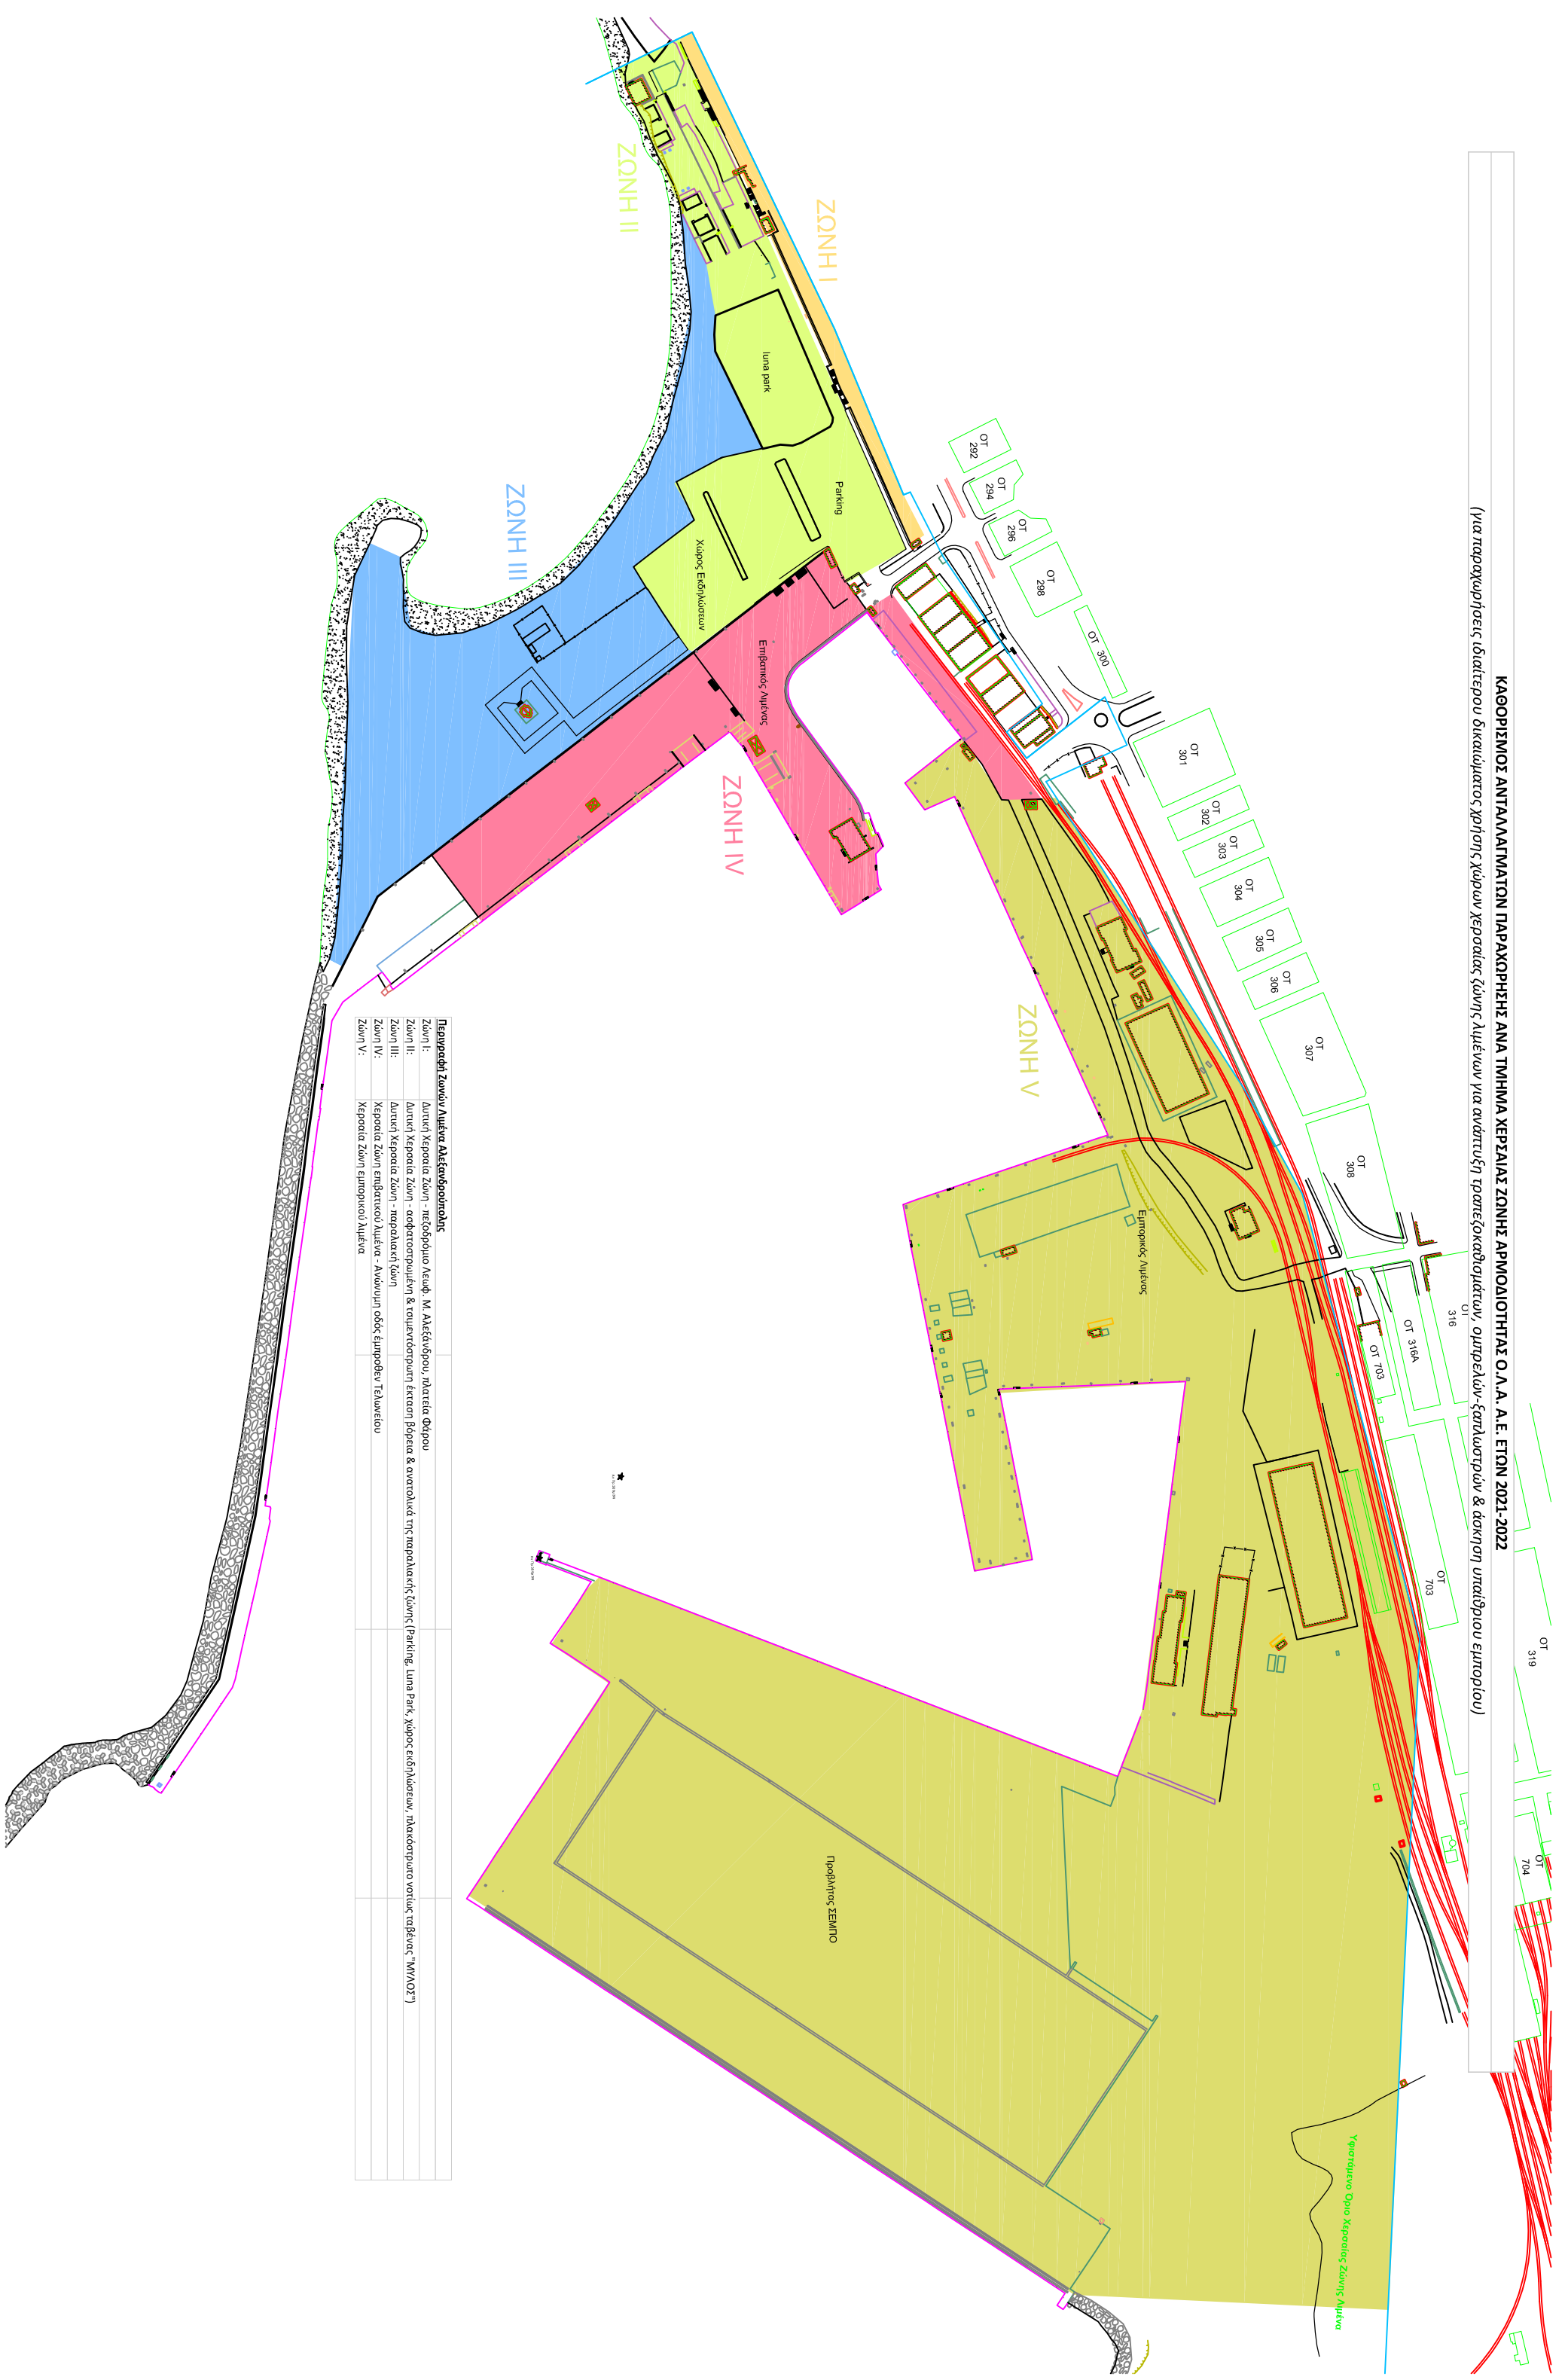 ΚΑΘΟΡΙΣΜΟΣ ΑΝΤΑΛΛΑΓΜΑΤΩΝ ΠΑΡΑΧΩΡΗΣΗΣ ΑΝΑ ΤΜΗΜΑ ΧΕΡΣΑΙΑΣ ΖΩΝΗΣ ΑΡΜΟΔΙΟΤΗΤΑΣ Ο.Λ.Α. Α.Ε. ΕΤΩΝ 2021-2022
(για παραχωρήσεις ιδιαίτερου δικαιώματος χρήσης χώρων χερσαίας ζώνης λιμένων για ανάπτυξη τραπεζοκαθισμάτων, ομπρελών-ξαπλωστρών & άσκηση υπαίθριου εμπορίου)
ΟΤ
292
ΟΤ
294
ΟΤ
296
ΟΤ
298
ΟΤ 300
ΟΤ
301
ΟΤ
302
ΟΤ
303
ΟΤ
304
ΟΤ
305
ΟΤ
306
ΟΤ
307
ΟΤ
308
ΟΤ
316
ΟΤ 316Α
ΟΤ 703
ΟΤ
703
ΟΤ
319
ΟΤ
704
ΖΩΝΗ Ι
ΖΩΝΗ ΙΙ
ΖΩΝΗ ΙΙΙ
ΖΩΝΗ IV
ΖΩΝΗ V
luna park
Parking
Χώρος Εκδηλώσεων
Επιβατικός Λιμένας
Εμπορικός Λιμένας
Προβλήτας ΣΕΜΠΟ
Υφιστάμενο Όριο Χερσαίας Ζώνης Λιμένα
Περιγραφή Ζωνών Λιμένα Αλεξανδρούπολης
Ζώνη Ι: Δυτική Χερσαία Ζώνη - πεζοδρόμιο Λεωφ. Μ. Αλεξάνδρου, πλατεία Φάρου
Ζώνη ΙΙ: Δυτική Χερσαία Ζώνη - ασφατοστρωμένη & τσιμεντόστρωτη έκταση βόρεια & ανατολικά της παραλιακής ζώνης (Parking, Luna Park, χώρος εκδηλώσεων, πλακόστρωτο νοτίως ταβένας "ΜΥΛΟΣ")
Ζώνη ΙΙΙ: Δυτική Χερσαία Ζώνη - παραλιακή ζώνη
Ζώνη IV: Χερσαία Ζώνη επιβατικού λιμένα - Ανώνυμη οδός έμπροθεν Τελωνείου
Ζώνη V: Χερσαία Ζώνη εμπορικού λιμένα